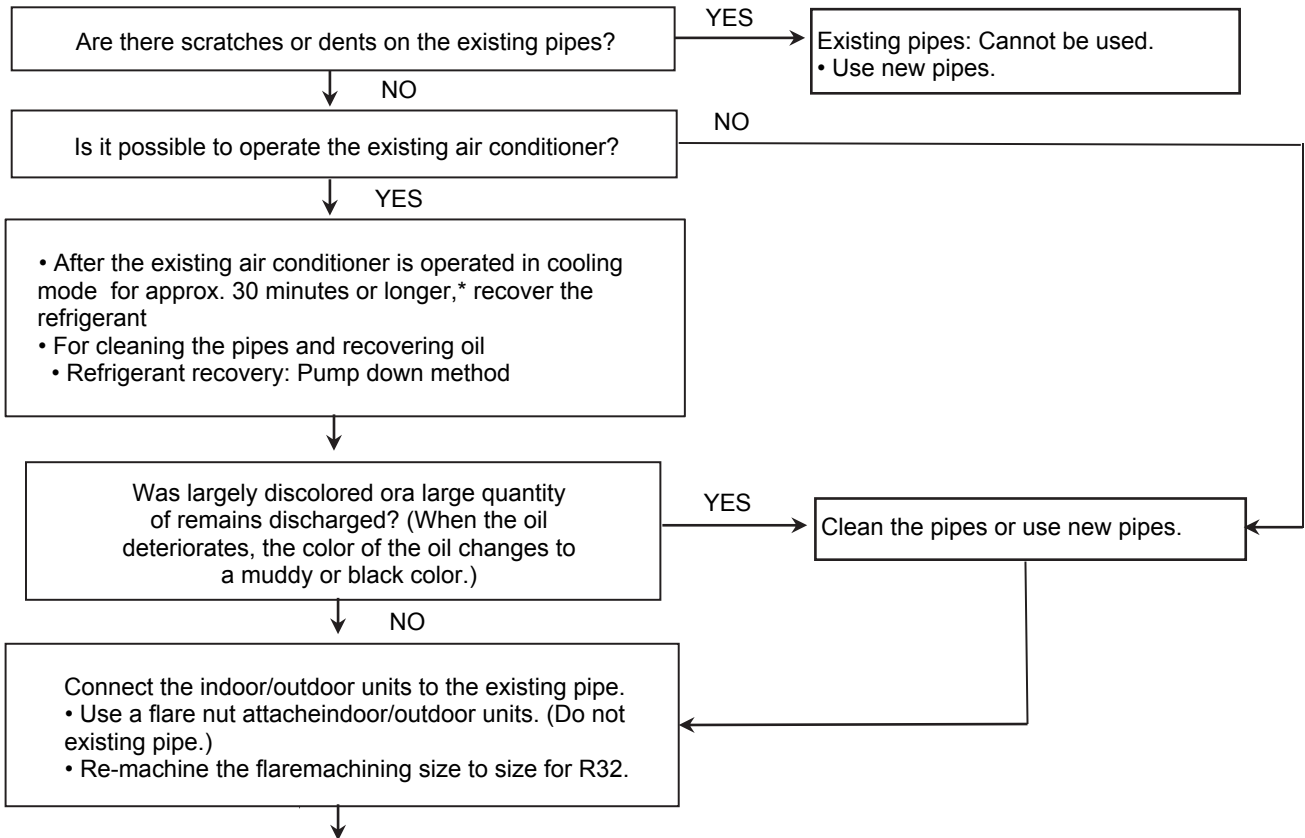 Are there scratches or dents on the existing pipes?
YES
Existing pipes: Cannot be used.
• Use new pipes.
NO
Is it possible to operate the existing air conditioner?
NO
YES
• After the existing air conditioner is operated in cooling
mode for approx. 30 minutes or longer,* recover the
refrigerant
• For cleaning the pipes and recovering oil
• Refrigerant recovery: Pump down method
Was largely discolored ora large quantity
of remains discharged? (When the oil
deteriorates, the color of the oil changes to
a muddy or black color.)
YES
Clean the pipes or use new pipes.
NO
Connect the indoor/outdoor units to the existing pipe.
• Use a flare nut attacheindoor/outdoor units. (Do not
existing pipe.)
• Re-machine the flaremachining size to size for R32.